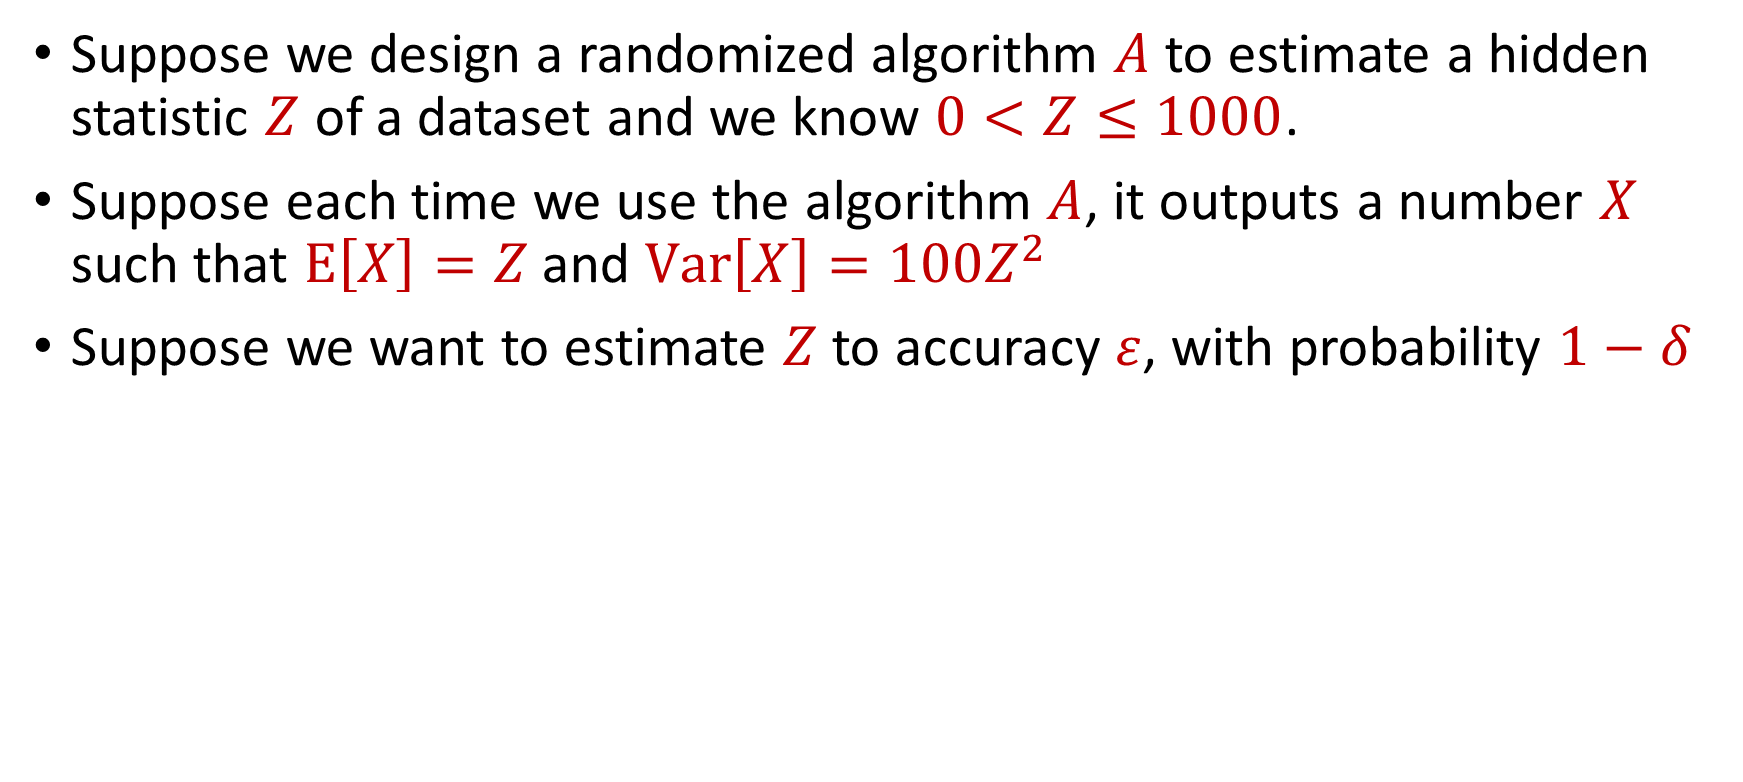 • Suppose we design a randomized algorithm A to estimate a hidden
statistic Z of a dataset and we know 0 < Z ≤ 1000.
• Suppose each time we use the algorithm A, it outputs a number X
such that E[X] = Z and Var[X] = 100Z²
• Suppose we want to estimate Z to accuracy ε, with probability 1 − δ